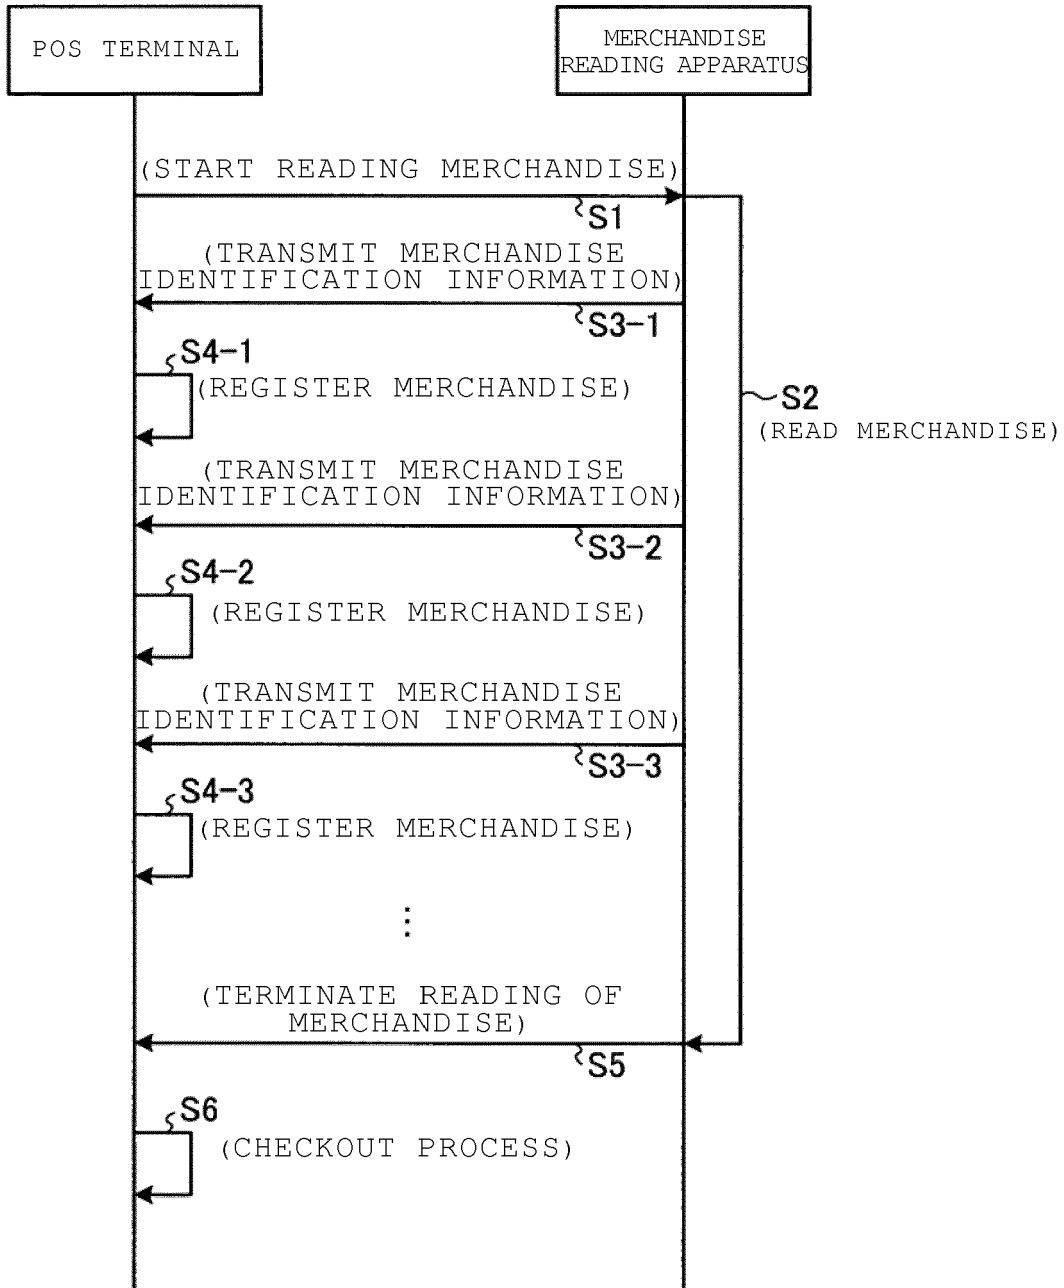 POS TERMINAL
MERCHANDISE
READING APPARATUS
(START READING MERCHANDISE)
S1
(TRANSMIT MERCHANDISE
IDENTIFICATION INFORMATION)
S3-1
S4-1
(REGISTER MERCHANDISE)
S2
(READ MERCHANDISE)
(TRANSMIT MERCHANDISE
IDENTIFICATION INFORMATION)
S3-2
S4-2
(REGISTER MERCHANDISE)
(TRANSMIT MERCHANDISE
IDENTIFICATION INFORMATION)
S3-3
S4-3
(REGISTER MERCHANDISE)
⋮
(TERMINATE READING OF
MERCHANDISE)
S5
S6
(CHECKOUT PROCESS)